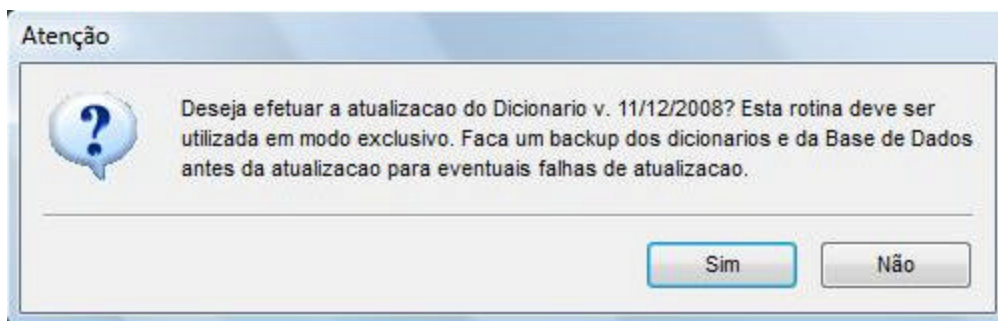 Atenção
Deseja efetuar a atualizacao do Dicionario v. 11/12/2008? Esta rotina deve ser
utilizada em modo exclusivo. Faca um backup dos dicionarios e da Base de Dados
antes da atualizacao para eventuais falhas de atualizacao.
Sim Não